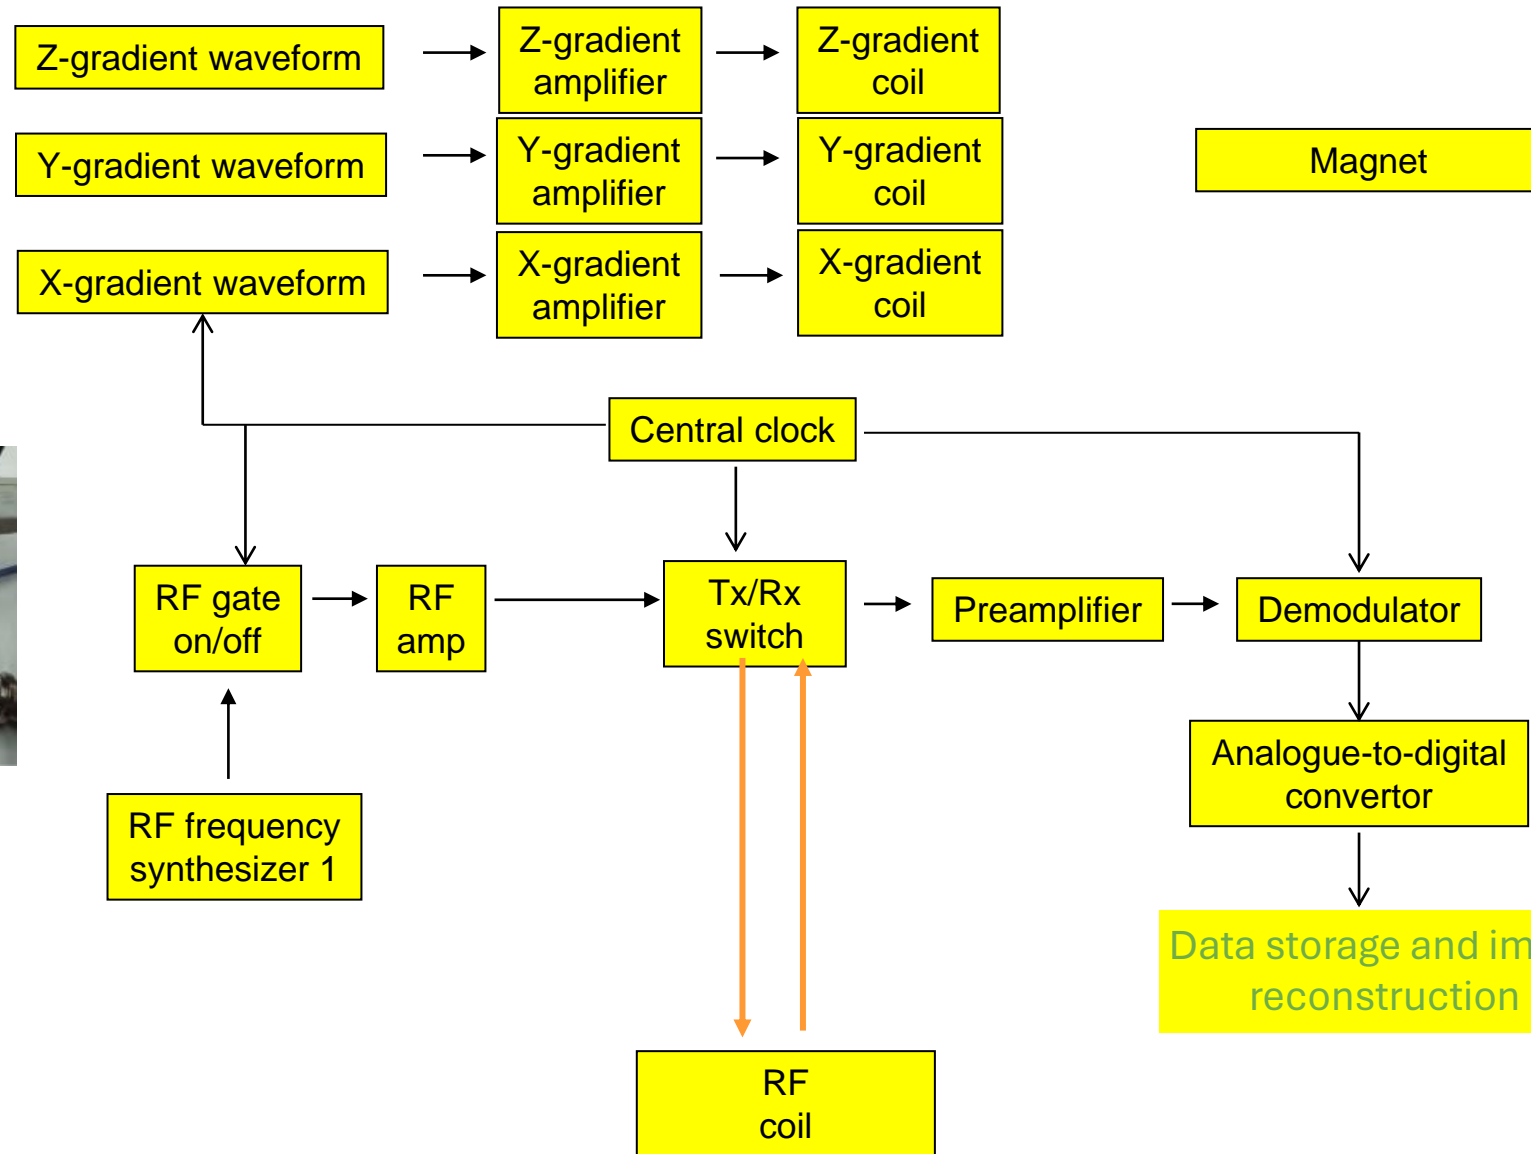 Z-gradient waveform
Z-gradient
amplifier
Z-gradient
coil
Y-gradient waveform
Y-gradient
amplifier
Y-gradient
coil
Magnet
X-gradient waveform
X-gradient
amplifier
X-gradient
coil
Central clock
RF gate
on/off
RF
amp
Tx/Rx
switch
Preamplifier
Demodulator
Analogue-to-digital
convertor
RF frequency
synthesizer 1
Data storage and im
reconstruction
RF
coil